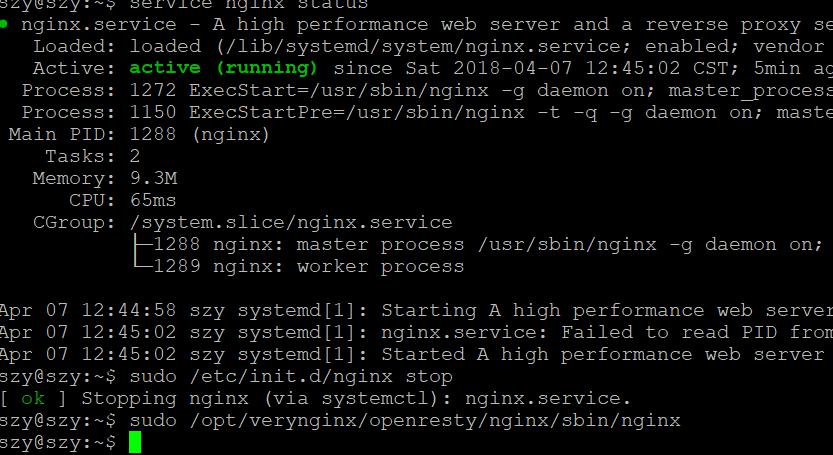 szy@szy:~$ service nginx status
● nginx.service - A high performance web server and a reverse proxy se
Loaded: loaded (/lib/systemd/system/nginx.service; enabled; vendor
Active: active (running) since Sat 2018-04-07 12:45:02 CST; 5min ag
Process: 1272 ExecStart=/usr/sbin/nginx -g daemon on; master_process
Process: 1150 ExecStartPre=/usr/sbin/nginx -t -q -g daemon on; maste
Main PID: 1288 (nginx)
Tasks: 2
Memory: 9.3M
CPU: 65ms
CGroup: /system.slice/nginx.service
├─1288 nginx: master process /usr/sbin/nginx -g daemon on;
└─1289 nginx: worker process
Apr 07 12:44:58 szy systemd[1]: Starting A high performance web server
Apr 07 12:45:02 szy systemd[1]: nginx.service: Failed to read PID from
Apr 07 12:45:02 szy systemd[1]: Started A high performance web server
szy@szy:~$ sudo /etc/init.d/nginx stop
[ ok ] Stopping nginx (via systemctl): nginx.service.
szy@szy:~$ sudo /opt/verynginx/openresty/nginx/sbin/nginx
szy@szy:~$